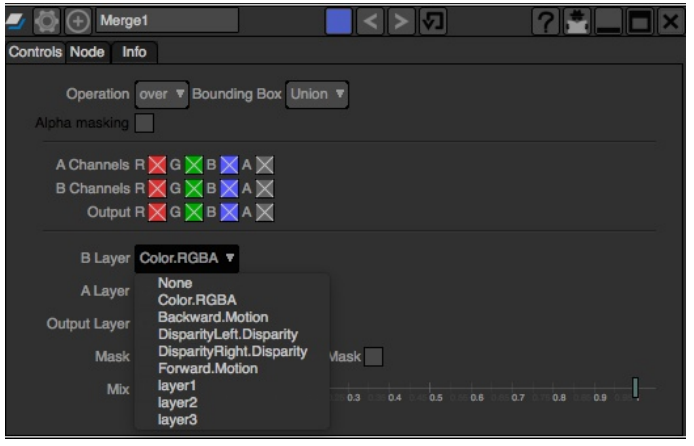 Merge1
Controls Node Info
Operation over Bounding Box Union
Alpha masking
A Channels R G B A
B Channels R G B A
Output R G B A
B Layer Color.RGBA
None
A Layer
Color.RGBA
Backward.Motion
Output Layer
DisparityLeft.Disparity
DisparityRight.Disparity
Mask Mask
Forward.Motion
Mix layer1
0.3 0.4 0.5 0.6 0.7 0.8 0.9
layer2
layer3